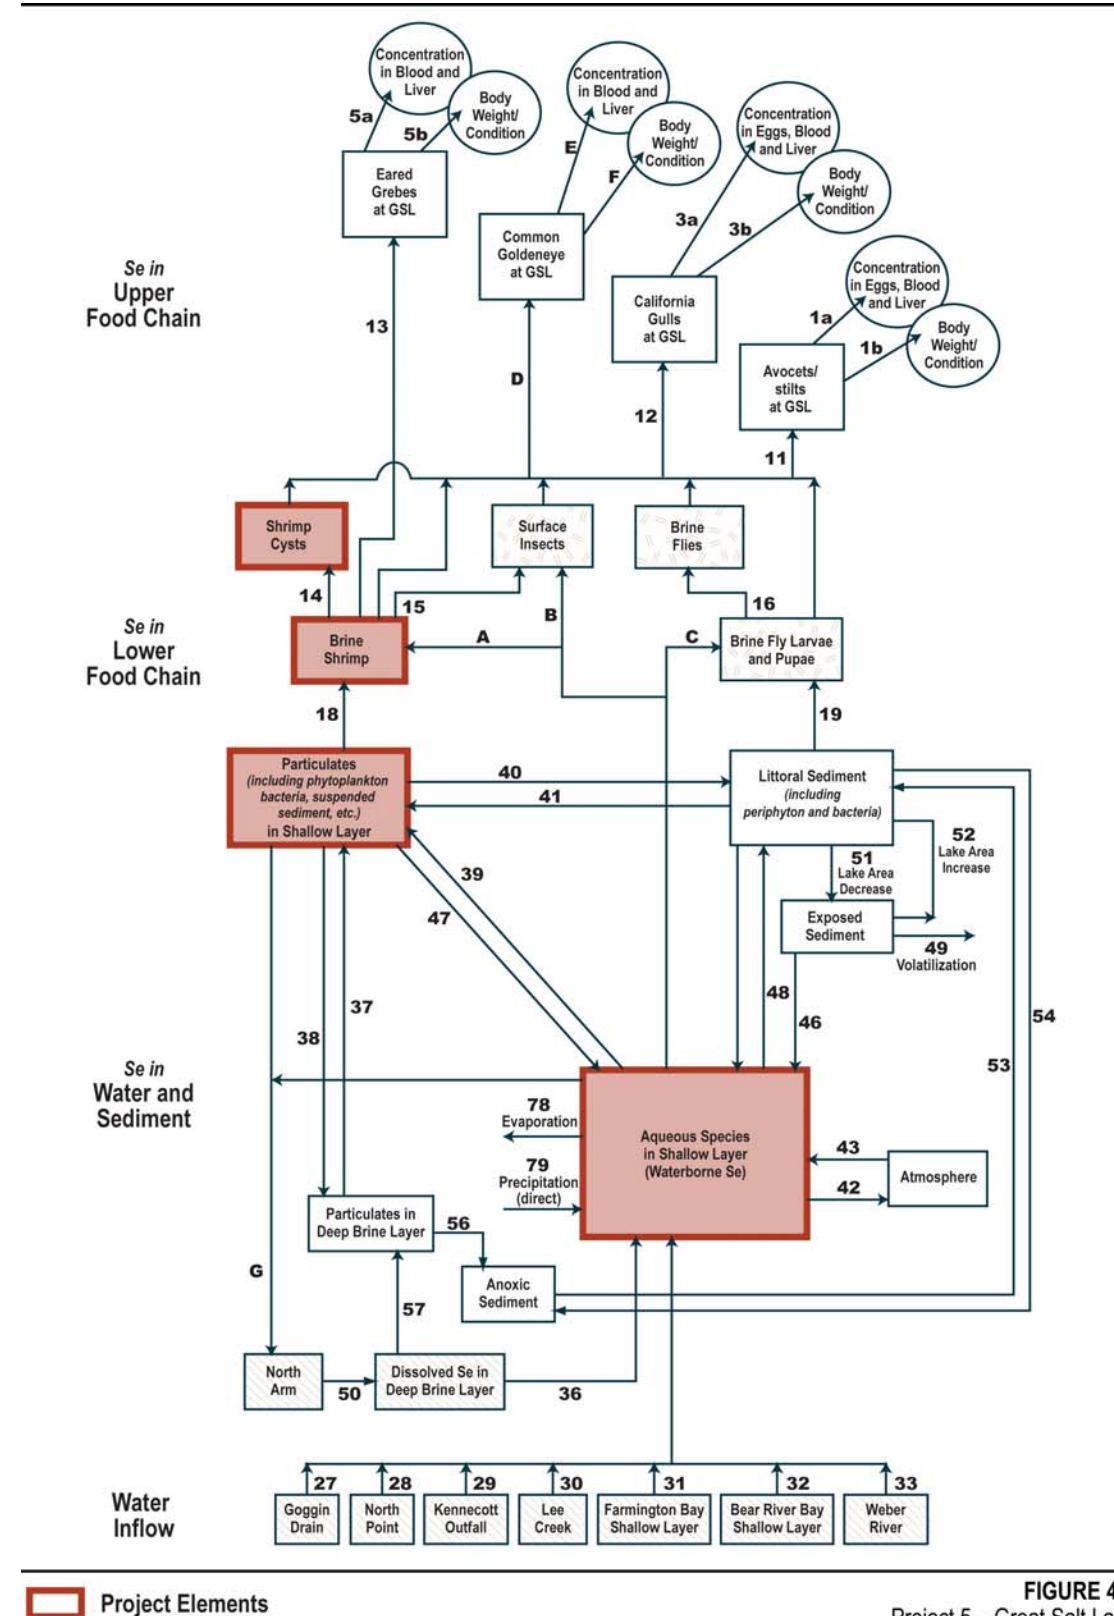 Concentration
in Blood and
Liver
Body
Weight/
Condition
5a
5b
Eared
Grebes
at GSL
Concentration
in Blood and
Liver
Body
Weight/
Condition
E
F
Common
Goldeneye
at GSL
Concentration
in Eggs, Blood
and Liver
Body
Weight/
Condition
3a
3b
California
Gulls
at GSL
Concentration
in Eggs, Blood
and Liver
Body
Weight/
Condition
1a
1b
Avocets/
stilts
at GSL
Se in
Upper
Food Chain
13
D
12
11
Shrimp
Cysts
Surface
Insects
Brine
Flies
14
15
B
16
Se in
Lower
Food Chain
Brine
Shrimp
A
C
Brine Fly Larvae
and Pupae
18
19
Particulates
(including phytoplankton
bacteria, suspended
sediment, etc.)
in Shallow Layer
40
41
Littoral Sediment
(including
periphyton and bacteria)
39
47
51
Lake Area
Decrease
52
Lake Area
Increase
Exposed
Sediment
49
Volatilization
37
38
48
46
54
53
Se in
Water and
Sediment
78
Evaporation
79
Precipitation
(direct)
Aqueous Species
in Shallow Layer
(Waterborne Se)
43
42
Atmosphere
Particulates in
Deep Brine Layer
56
Anoxic
Sediment
G
57
North
Arm
50
Dissolved Se in
Deep Brine Layer
36
Water
Inflow
27
28
29
30
31
32
33
Goggin
Drain
North
Point
Kennecott
Outfall
Lee
Creek
Farmington Bay
Shallow Layer
Bear River Bay
Shallow Layer
Weber
River
Project Elements
FIGURE 4
Project 5 – Great Salt La